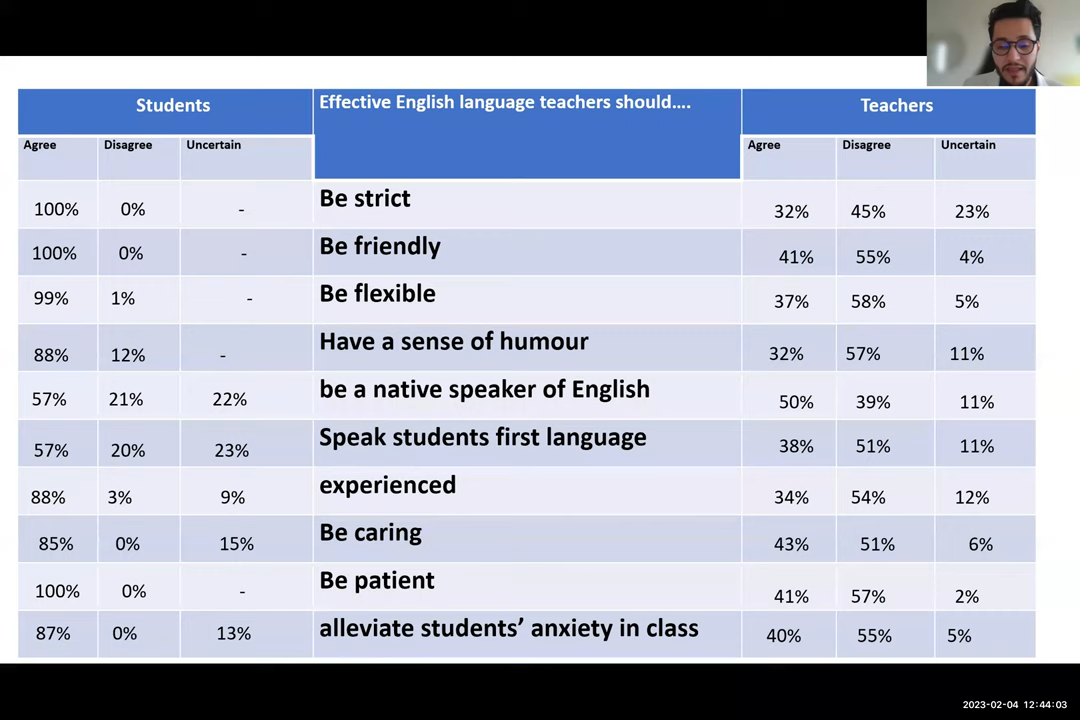 Students Effective English language teachers should.... Teachers
Agree Disagree Uncertain Agree Disagree Uncertain
100% 0% - Be strict 32% 45% 23%
100% 0% - Be friendly 41% 55% 4%
99% 1% - Be flexible 37% 58% 5%
88% 12% - Have a sense of humour 32% 57% 11%
57% 21% 22% be a native speaker of English 50% 39% 11%
57% 20% 23% Speak students first language 38% 51% 11%
88% 3% 9% experienced 34% 54% 12%
85% 0% 15% Be caring 43% 51% 6%
100% 0% - Be patient 41% 57% 2%
87% 0% 13% alleviate students’ anxiety in class 40% 55% 5%
2023-02-04 12:44:03